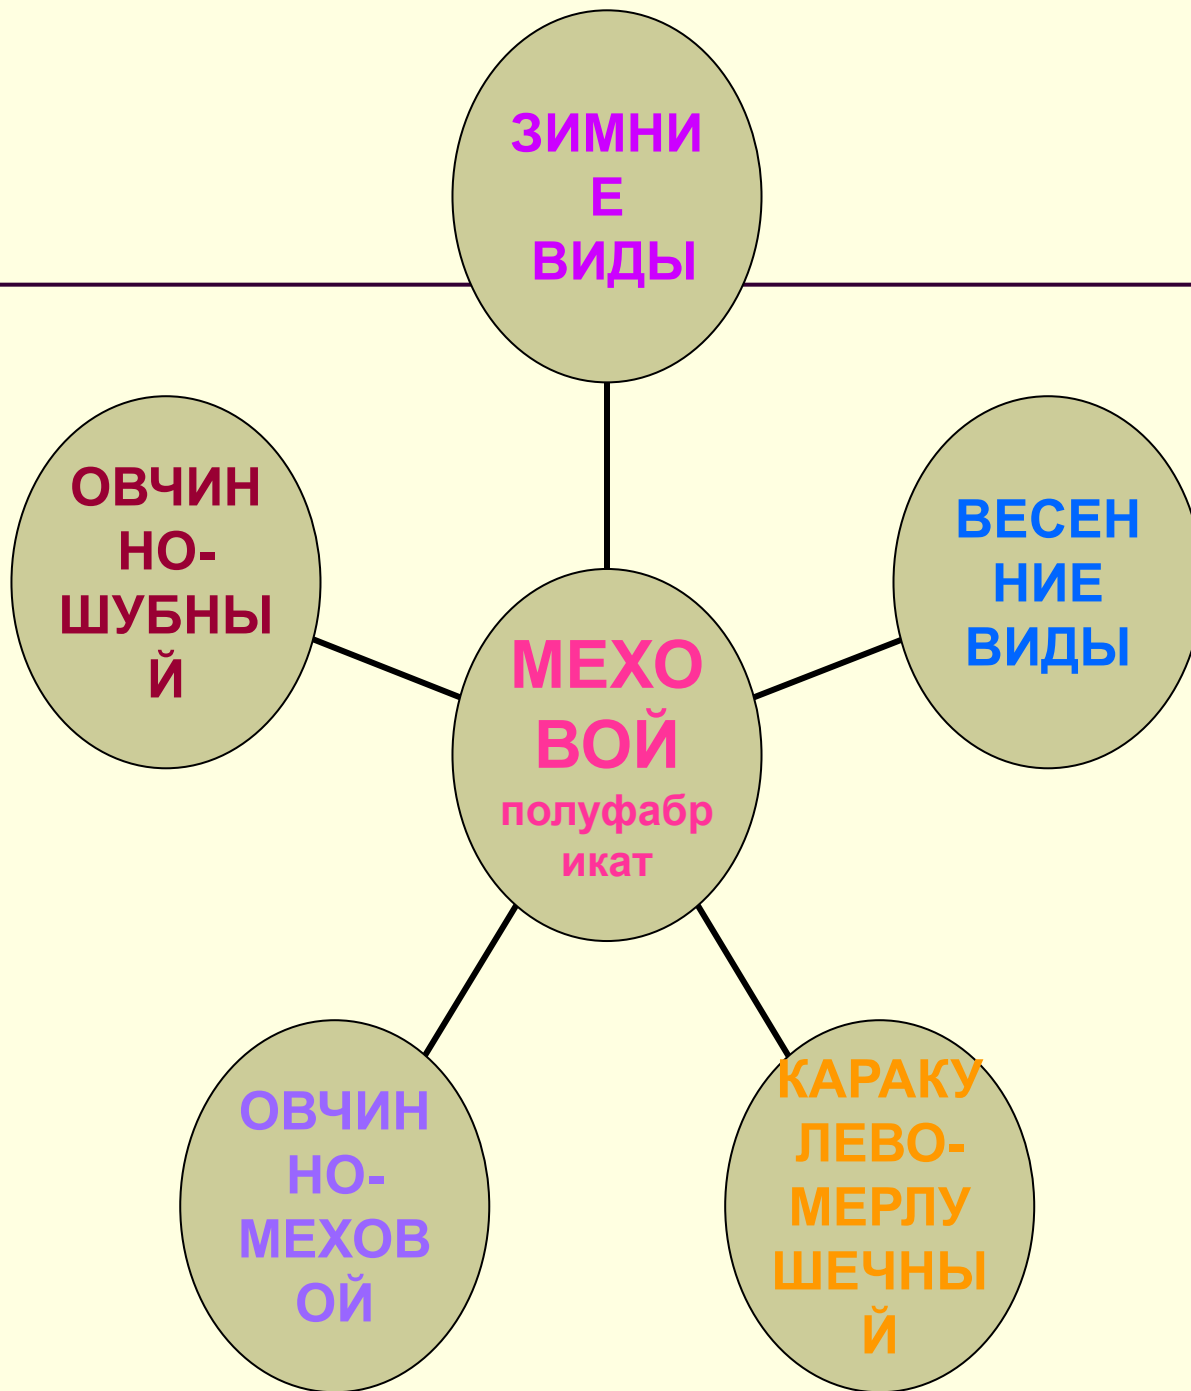 ЗИМНИ
Е
ВИДЫ
ОВЧИН
НО-
ШУБНЫ
Й
ВЕСЕН
НИЕ
ВИДЫ
МЕХО
ВОЙ
полуфабр
икат
ОВЧИН
НО-
МЕХОВ
ОЙ
КАРАКУ
ЛЕВО-
МЕРЛУ
ШЕЧНЫ
Й